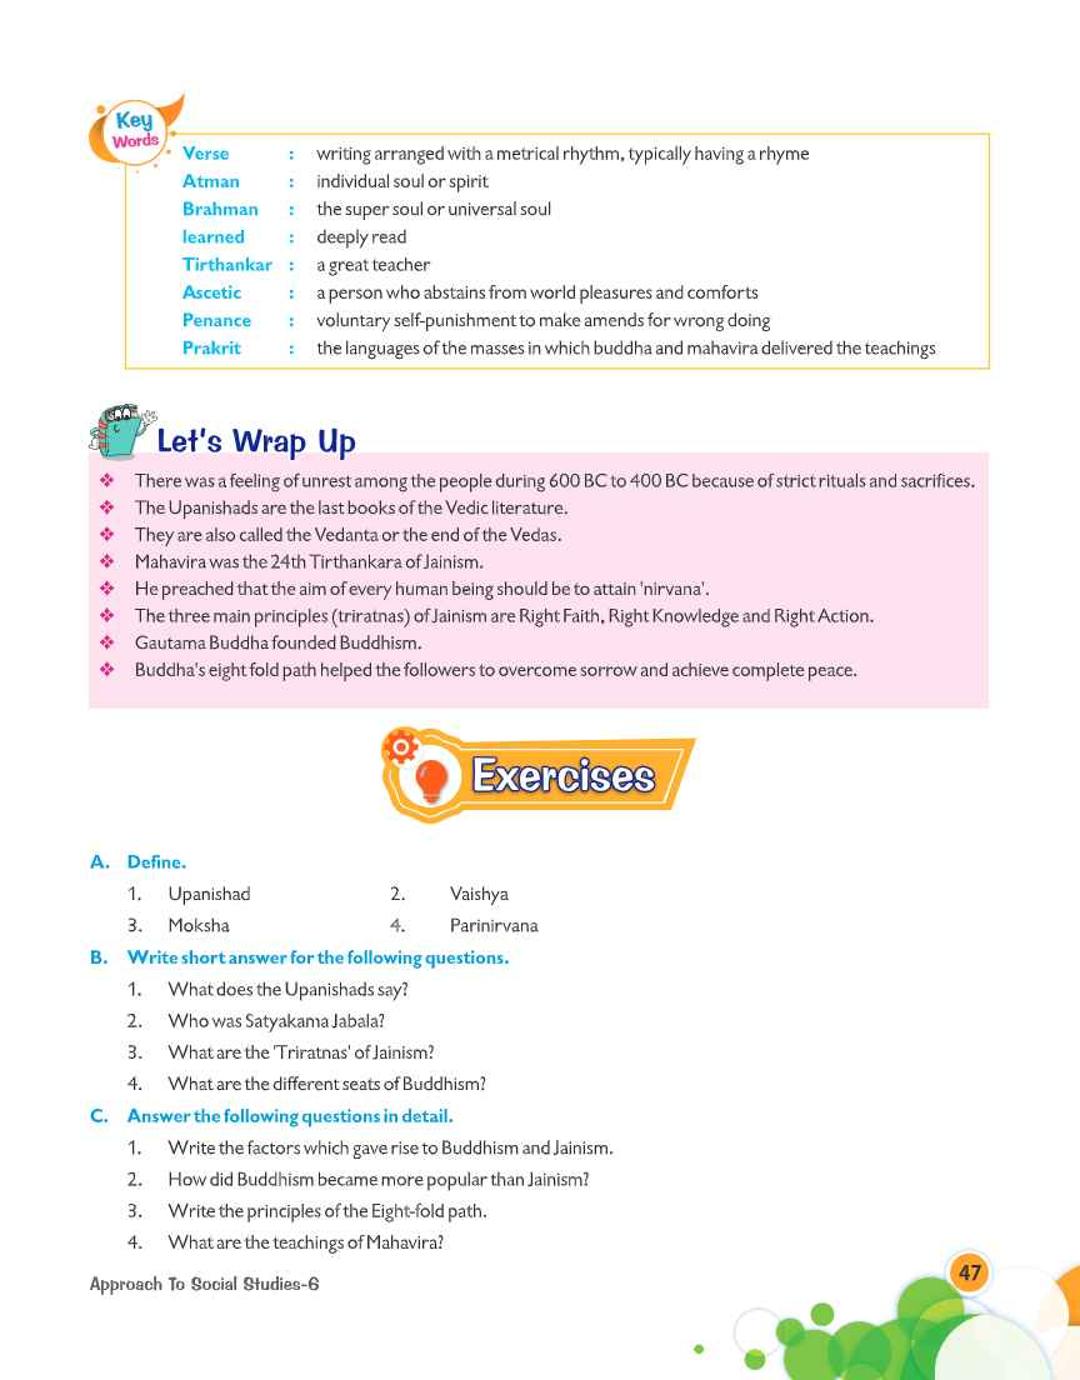 Key
Words
Verse : writing arranged with a metrical rhythm, typically having a rhyme
Atman : individual soul or spirit
Brahman : the super soul or universal soul
learned : deeply read
Tirthankar : a great teacher
Ascetic : a person who abstains from world pleasures and comforts
Penance : voluntary self-punishment to make amends for wrong doing
Prakrit : the languages of the masses in which buddha and mahavira delivered the teachings
Let's Wrap Up
❖ There was a feeling of unrest among the people during 600 BC to 400 BC because of strict rituals and sacrifices.
❖ The Upanishads are the last books of the Vedic literature.
❖ They are also called the Vedanta or the end of the Vedas.
❖ Mahavira was the 24th Tirthankara of Jainism.
❖ He preached that the aim of every human being should be to attain 'nirvana'.
❖ The three main principles (triratnas) of Jainism are Right Faith, Right Knowledge and Right Action.
❖ Gautama Buddha founded Buddhism.
❖ Buddha's eight fold path helped the followers to overcome sorrow and achieve complete peace.
Exercises
A. Define.
1. Upanishad 2. Vaishya
3. Moksha 4. Parinirvana
B. Write short answer for the following questions.
1. What does the Upanishads say?
2. Who was Satyakama Jabala?
3. What are the 'Triratnas' of Jainism?
4. What are the different seats of Buddhism?
C. Answer the following questions in detail.
1. Write the factors which gave rise to Buddhism and Jainism.
2. How did Buddhism became more popular than Jainism?
3. Write the principles of the Eight-fold path.
4. What are the teachings of Mahavira?
Approach To Social Studies-6
47